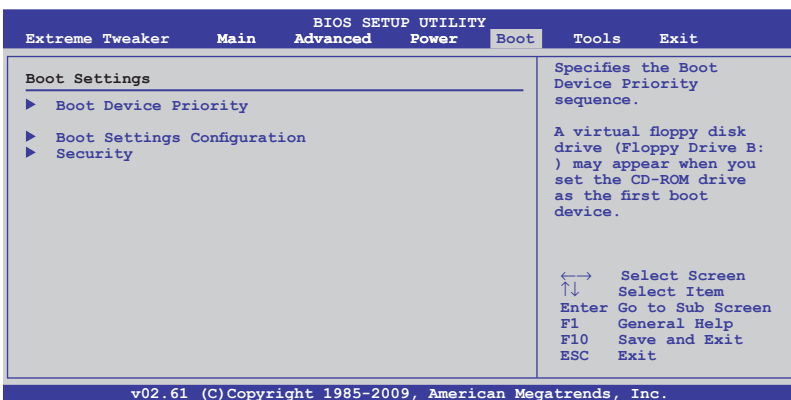 BIOS SETUP UTILITY
Extreme Tweaker Main Advanced Power Boot Tools Exit
Boot Settings
Boot Device Priority
Boot Settings Configuration
Security
Specifies the Boot
Device Priority
sequence.
A virtual floppy disk
drive (Floppy Drive B:
) may appear when you
set the CD-ROM drive
as the first boot
device.
←→ Select Screen
↑↓ Select Item
Enter Go to Sub Screen
F1 General Help
F10 Save and Exit
ESC Exit
v02.61 (C)Copyright 1985-2009, American Megatrends, Inc.